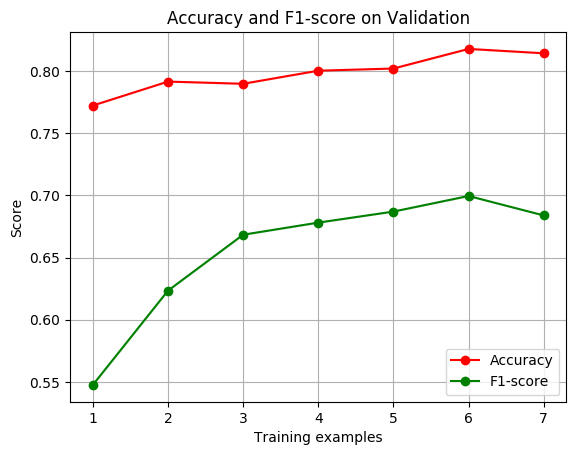 Accuracy and F1-score on Validation
Score
0.80
0.75
0.70
0.65
0.60
0.55
Accuracy
F1-score
1 2 3 4 5 6 7
Training examples